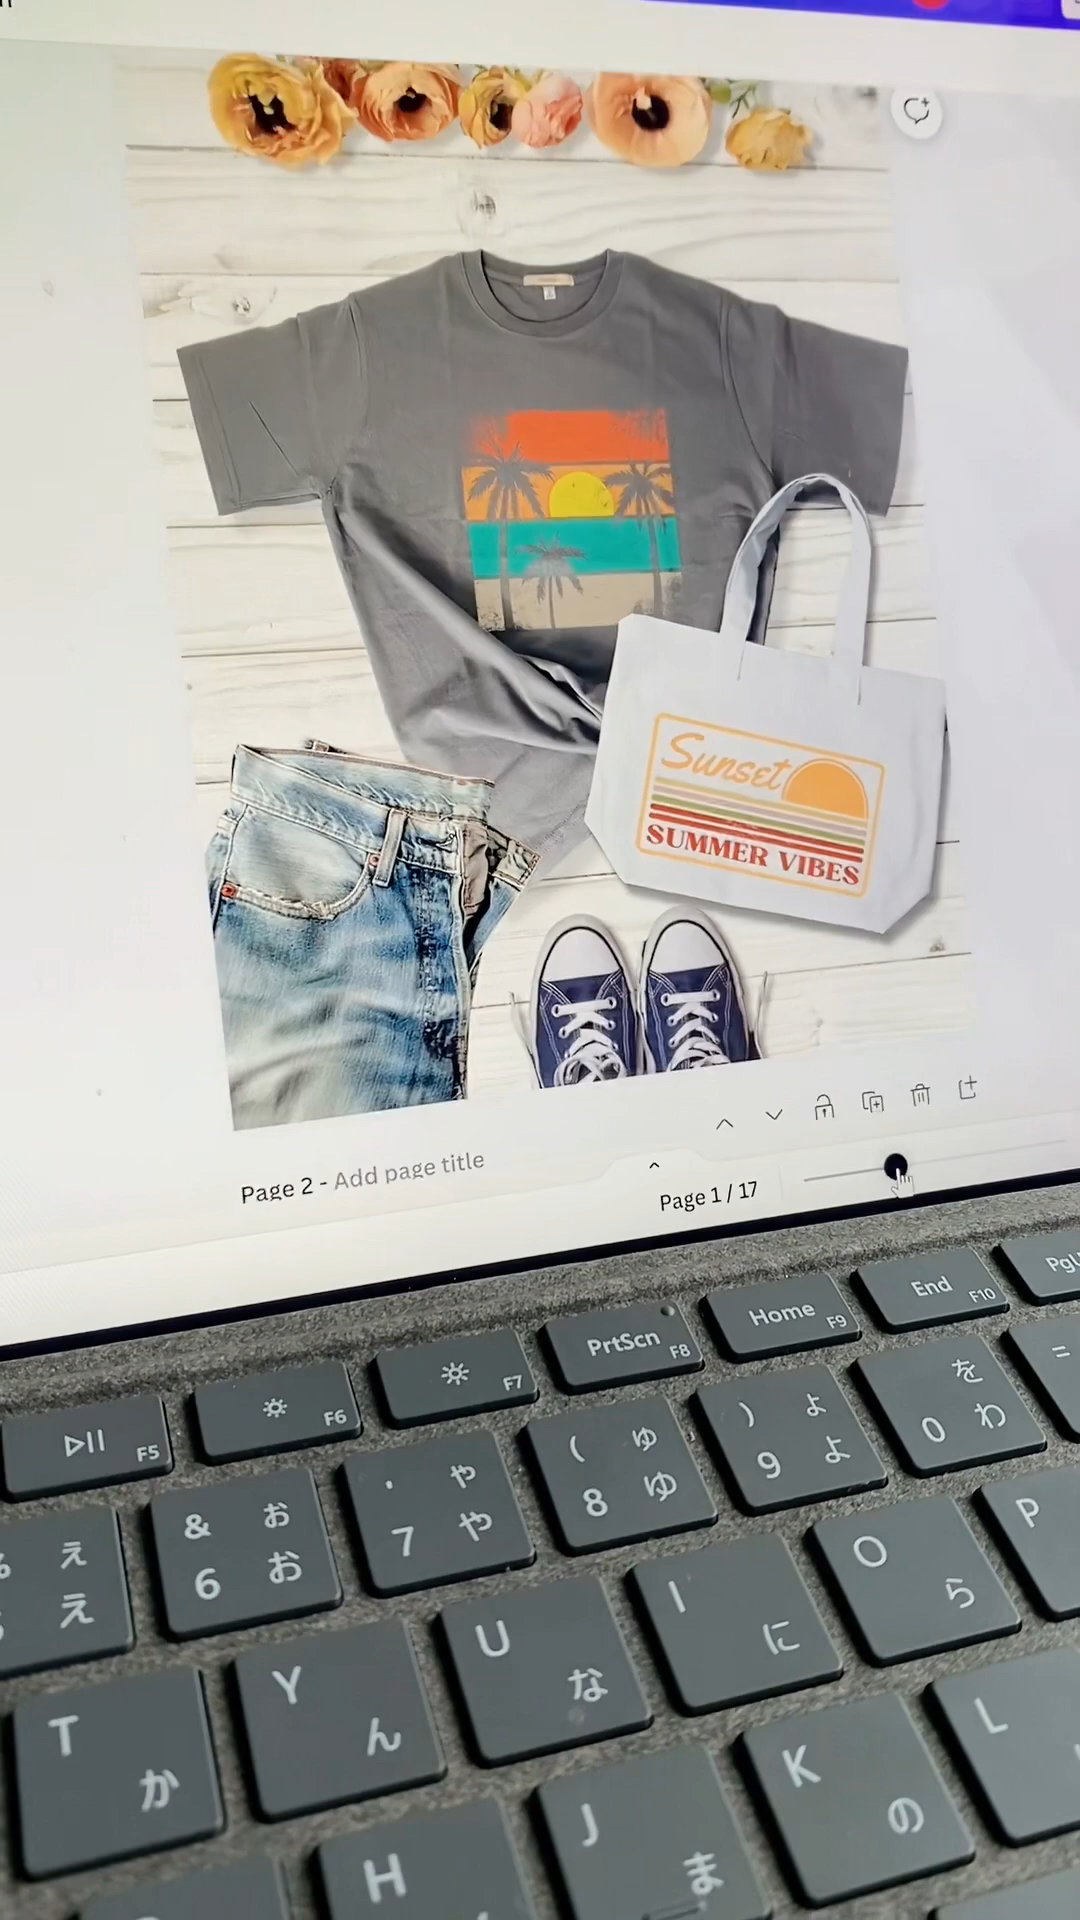 Sunset
SUMMER VIBES
Page 2 - Add page title
Page 1 / 17
PrtScn F8
Home F9
End F10
F5
F6
F7
& お
6 お
' や
7 や
( ゆ
8 ゆ
) よ
9 よ
を
0 わ
=
え
え
T か
Y ん
U な
I に
O ら
P
H
J ま
K の
L